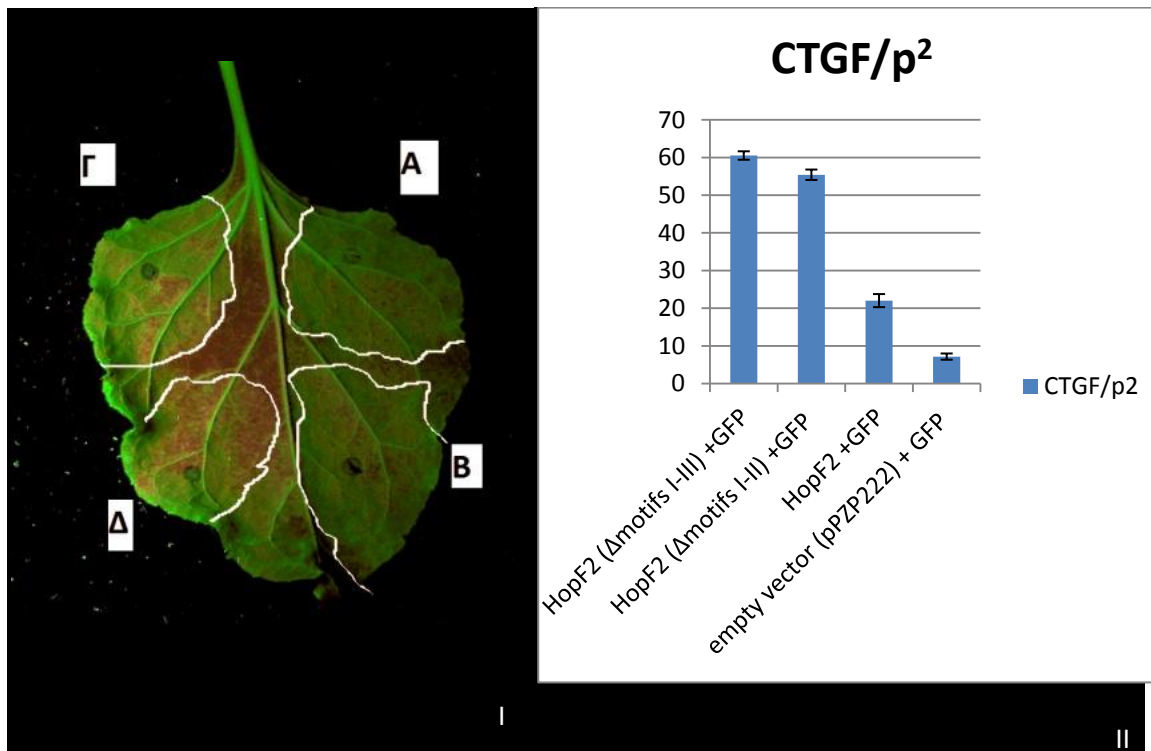 Γ
Α
Β
Δ
I
CTGF/p²
70
60
50
40
30
20
10
0
HopF2 (Δmotifs I-III) +GFP
HopF2 (Δmotifs I-II) +GFP
HopF2 +GFP
empty vector (pPZP222) + GFP
CTGF/p2
II